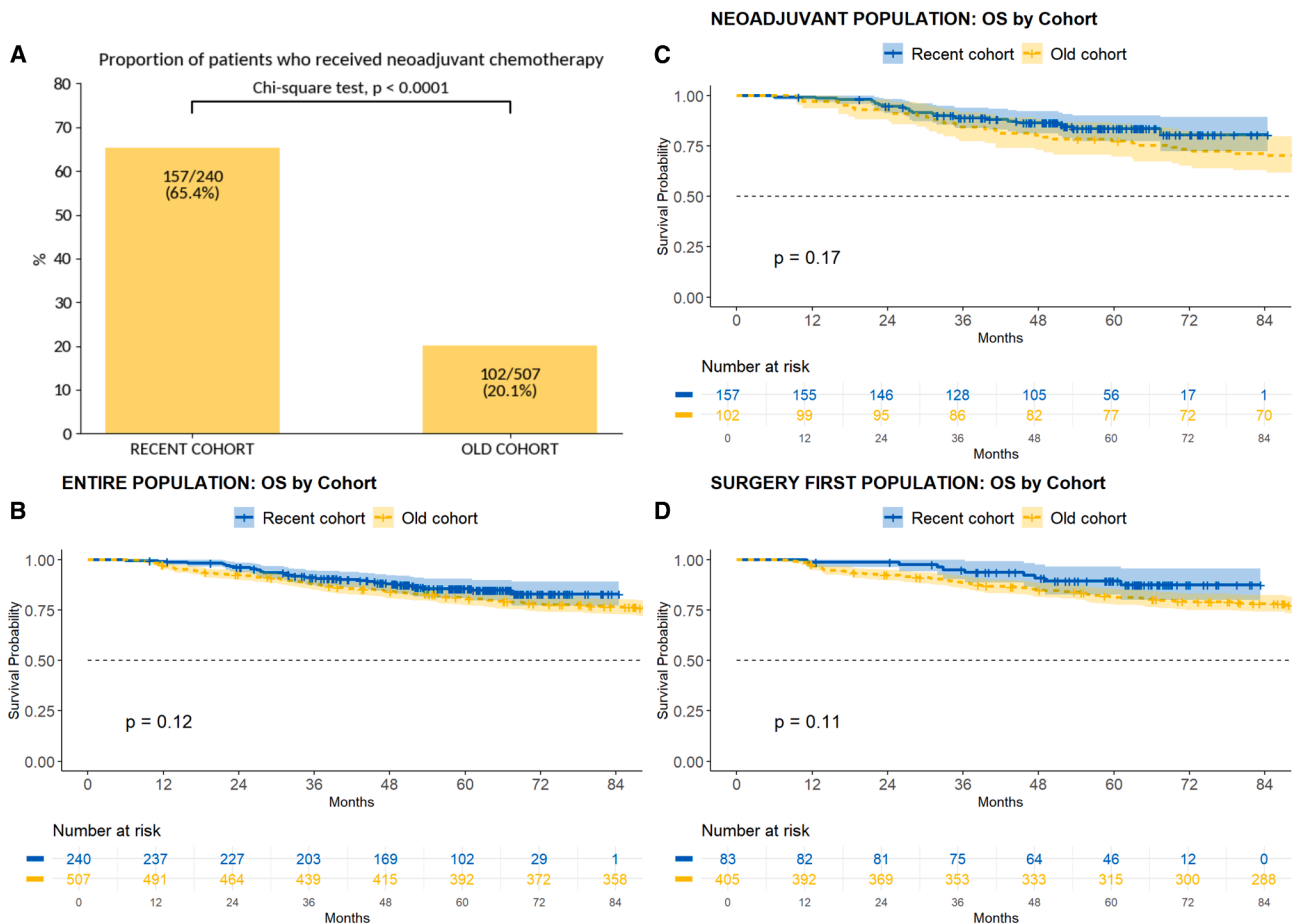 A
Proportion of patients who received neoadjuvant chemotherapy
Chi-square test, p < 0.0001
80
70
60
50
40
30
20
10
0
%
157/240
(65.4%)
102/507
(20.1%)
RECENT COHORT
OLD COHORT
ENTIRE POPULATION: OS by Cohort
B
Recent cohort
Old cohort
1.00
0.75
0.50
0.25
0.00
Survival Probability
p = 0.12
0 12 24 36 48 60 72 84
Months
Number at risk
240 237 227 203 169 102 29 1
507 491 464 439 415 392 372 358
0 12 24 36 48 60 72 84
Months
NEOADJUVANT POPULATION: OS by Cohort
C
Recent cohort
Old cohort
1.00
0.75
0.50
0.25
0.00
Survival Probability
p = 0.17
0 12 24 36 48 60 72 84
Months
Number at risk
157 155 146 128 105 56 17 1
102 99 95 86 82 77 72 70
0 12 24 36 48 60 72 84
Months
SURGERY FIRST POPULATION: OS by Cohort
D
Recent cohort
Old cohort
1.00
0.75
0.50
0.25
0.00
Survival Probability
p = 0.11
0 12 24 36 48 60 72 84
Months
Number at risk
83 82 81 75 64 46 12 0
405 392 369 353 333 315 300 288
0 12 24 36 48 60 72 84
Months